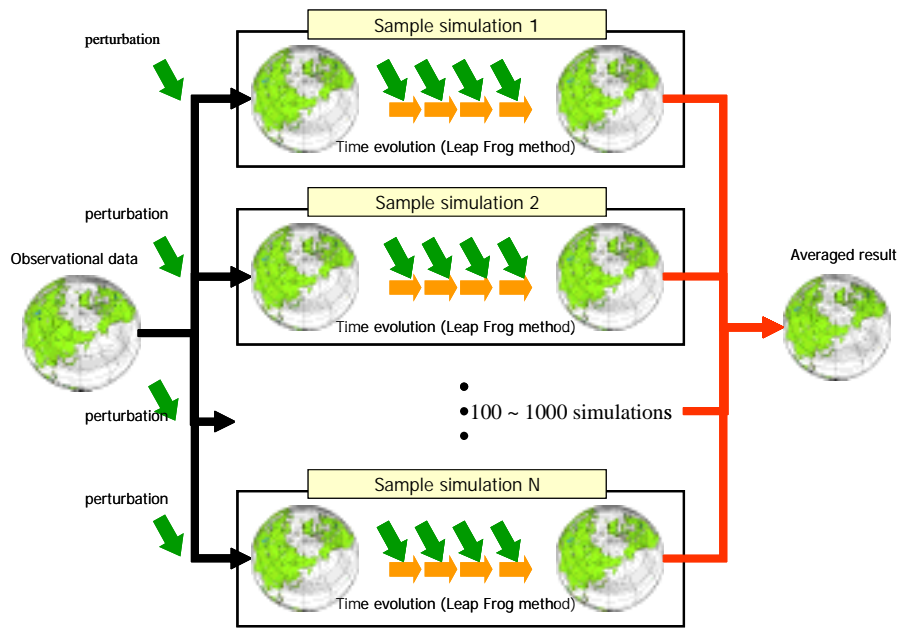 Sample simulation 1
perturbation
Time evolution (Leap Frog method)
Sample simulation 2
perturbation
Observational data
Averaged result
Time evolution (Leap Frog method)
perturbation
•100 ~ 1000 simulations
Sample simulation N
perturbation
Time evolution (Leap Frog method)